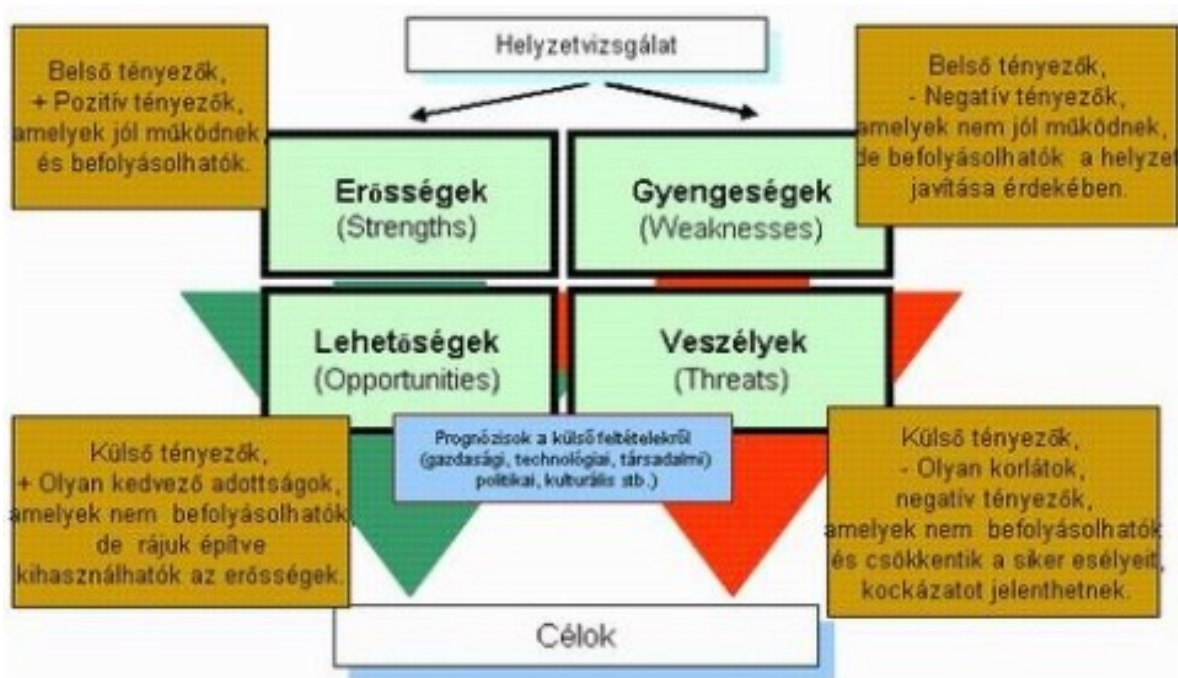 Helyzetvizsgálat
Belső tényezők,
+ Pozitív tényezők,
amelyek jól működnek,
és befolyásolhatók.
Belső tényezők,
- Negatív tényezők,
amelyek nem jól működnek,
de befolyásolhatók a helyzet
javítása érdekében.
Erősségek
(Strengths)
Gyengeségek
(Weaknesses)
Lehetőségek
(Opportunities)
Veszélyek
(Threats)
Prognózisok a külső feltételekről
(gazdasági, technológiai, társadalmi)
politikai, kulturális stb.)
Külső tényezők,
+ Olyan kedvező adottságok,
amelyek nem befolyásolhatók
de rájuk építve
kihasználhatók az erősségek.
Külső tényezők,
- Olyan korlátok,
negatív tényezők,
amelyek nem befolyásolhatók
és csökkentik a siker esélyeit,
kockázatot jelenthetnek.
Célok